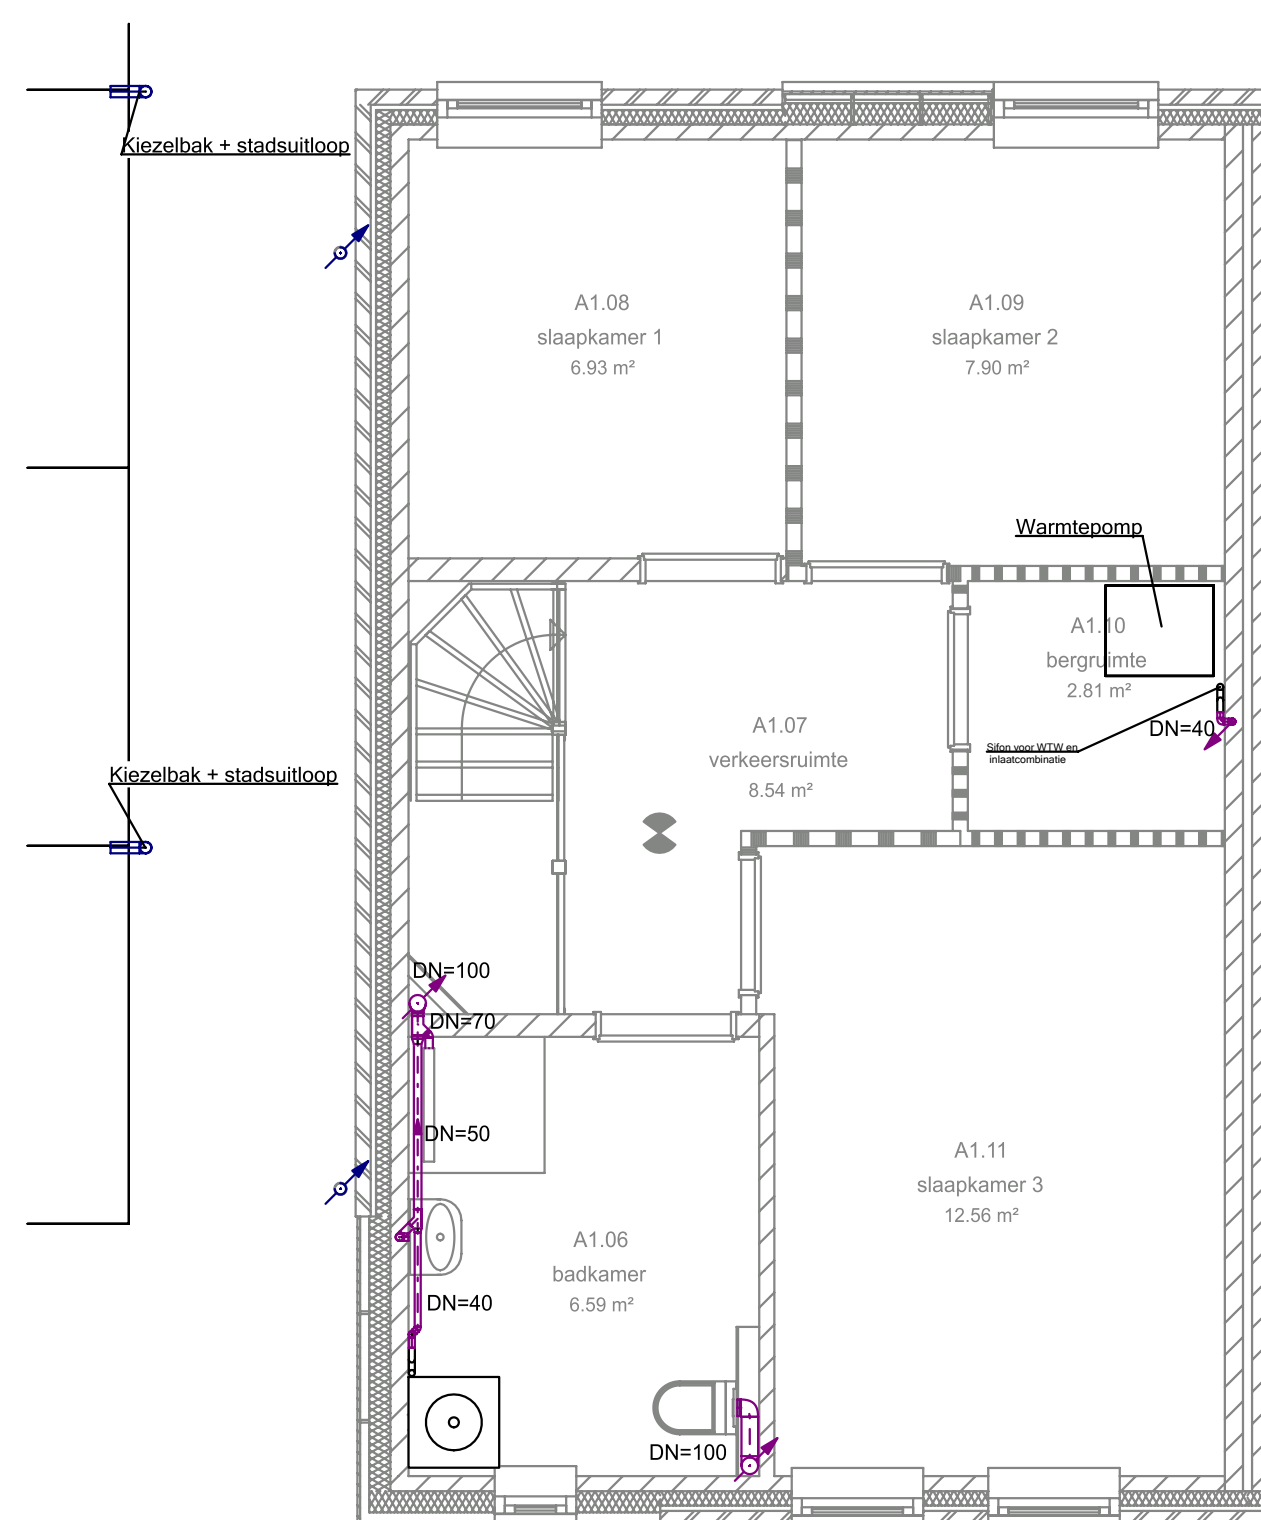 Kiezelbak + stadsuitloop
A1.08
slaapkamer 1
6.93 m²
A1.09
slaapkamer 2
7.90 m²
Warmtepomp
A1.10
bergruimte
2.81 m²
DN=40
Sifon voor WTW en
inlaatcombinatie
A1.07
verkeersruimte
8.54 m²
Kiezelbak + stadsuitloop
DN=100
DN=70
DN=50
A1.11
slaapkamer 3
12.56 m²
A1.06
badkamer
6.59 m²
DN=40
DN=100